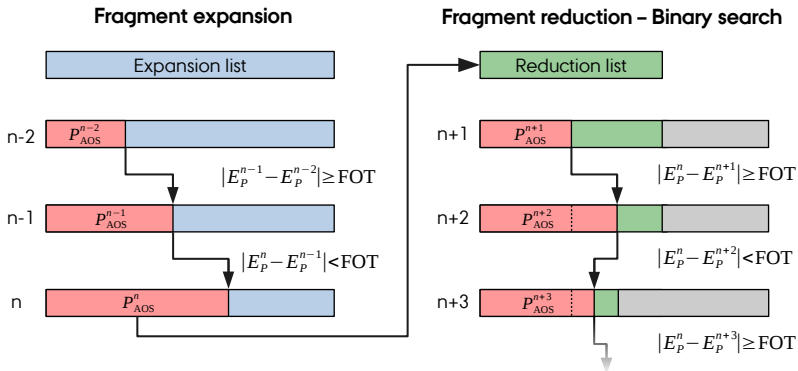 Fragment expansion
Expansion list
n-2 P_AOS^{n−2}
|E_P^{n−1}−E_P^{n−2}|≥FOT
n-1 P_AOS^{n−1}
|E_P^{n}−E_P^{n−1}|<FOT
n P_AOS^{n}
Fragment reduction – Binary search
Reduction list
n+1 P_AOS^{n+1}
|E_P^{n}−E_P^{n+1}|≥FOT
n+2 P_AOS^{n+2}
|E_P^{n}−E_P^{n+2}|<FOT
n+3 P_AOS^{n+3}
|E_P^{n}−E_P^{n+3}|≥FOT